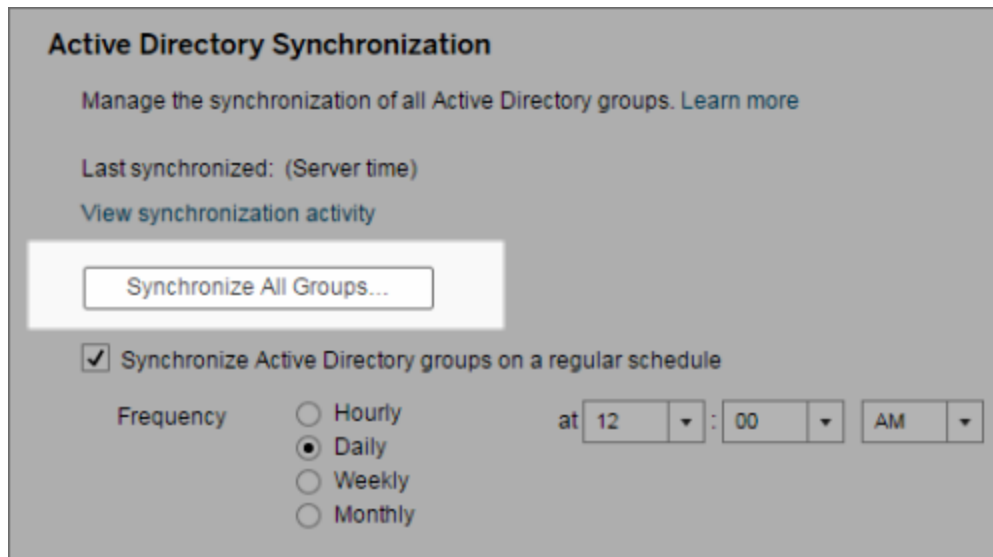 Active Directory Synchronization
Manage the synchronization of all Active Directory groups. Learn more
Last synchronized: (Server time)
View synchronization activity
Synchronize All Groups...
Synchronize Active Directory groups on a regular schedule
Frequency Hourly at 12 : 00 AM
Daily
Weekly
Monthly